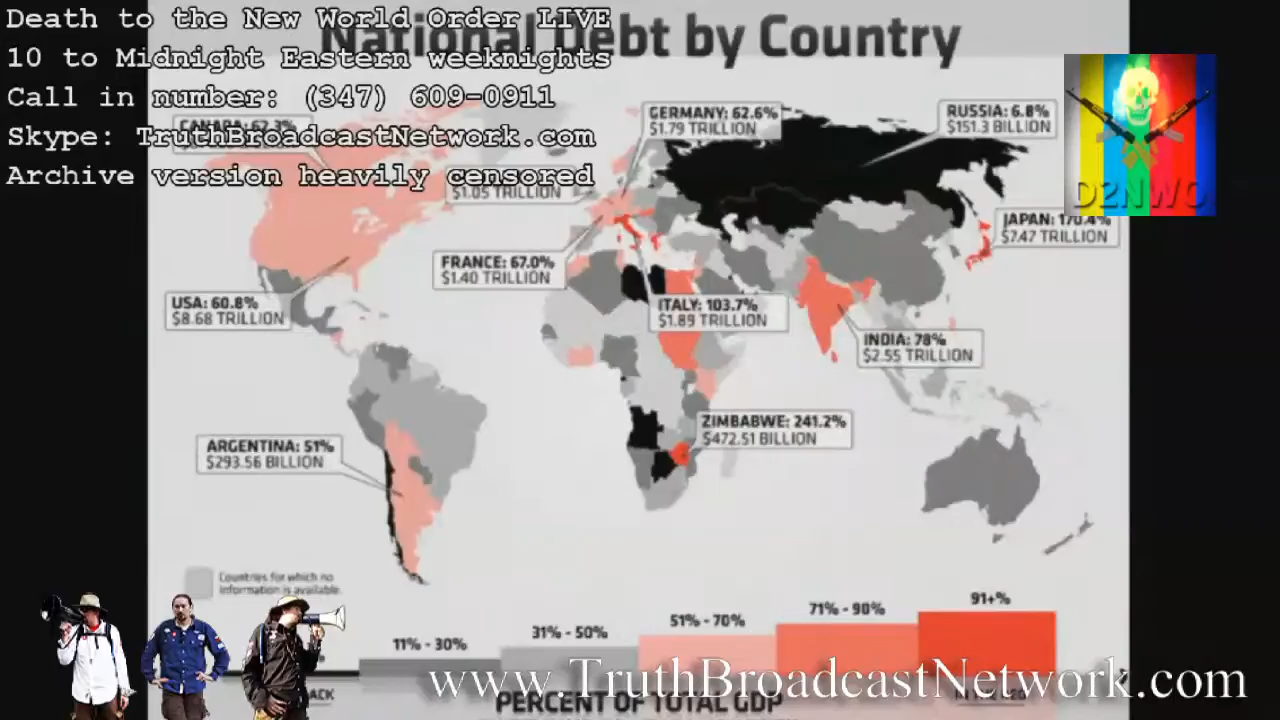 Death to the New World Order LIVE
10 to Midnight Eastern weeknights
Call in number: (347) 609-0911
Skype: TruthBroadcastNetwork.com
Archive version heavily censored
National Debt by Country
D2NWO
CANADA: 62.3%
GERMANY: 62.6%
$1.79 TRILLION
RUSSIA: 6.8%
$151.3 BILLION
$1.05 TRILLION
JAPAN: 170.4%
$7.47 TRILLION
FRANCE: 67.0%
$1.40 TRILLION
USA: 60.8%
$8.68 TRILLION
ITALY: 103.7%
$1.89 TRILLION
INDIA: 78%
$2.55 TRILLION
ZIMBABWE: 241.2%
$472.51 BILLION
ARGENTINA: 51%
$293.56 BILLION
Countries for which no
information is available.
11% - 30%
31% - 50%
51% - 70%
71% - 90%
91+%
www.TruthBroadcastNetwork.com
PERCENT OF TOTAL GDP